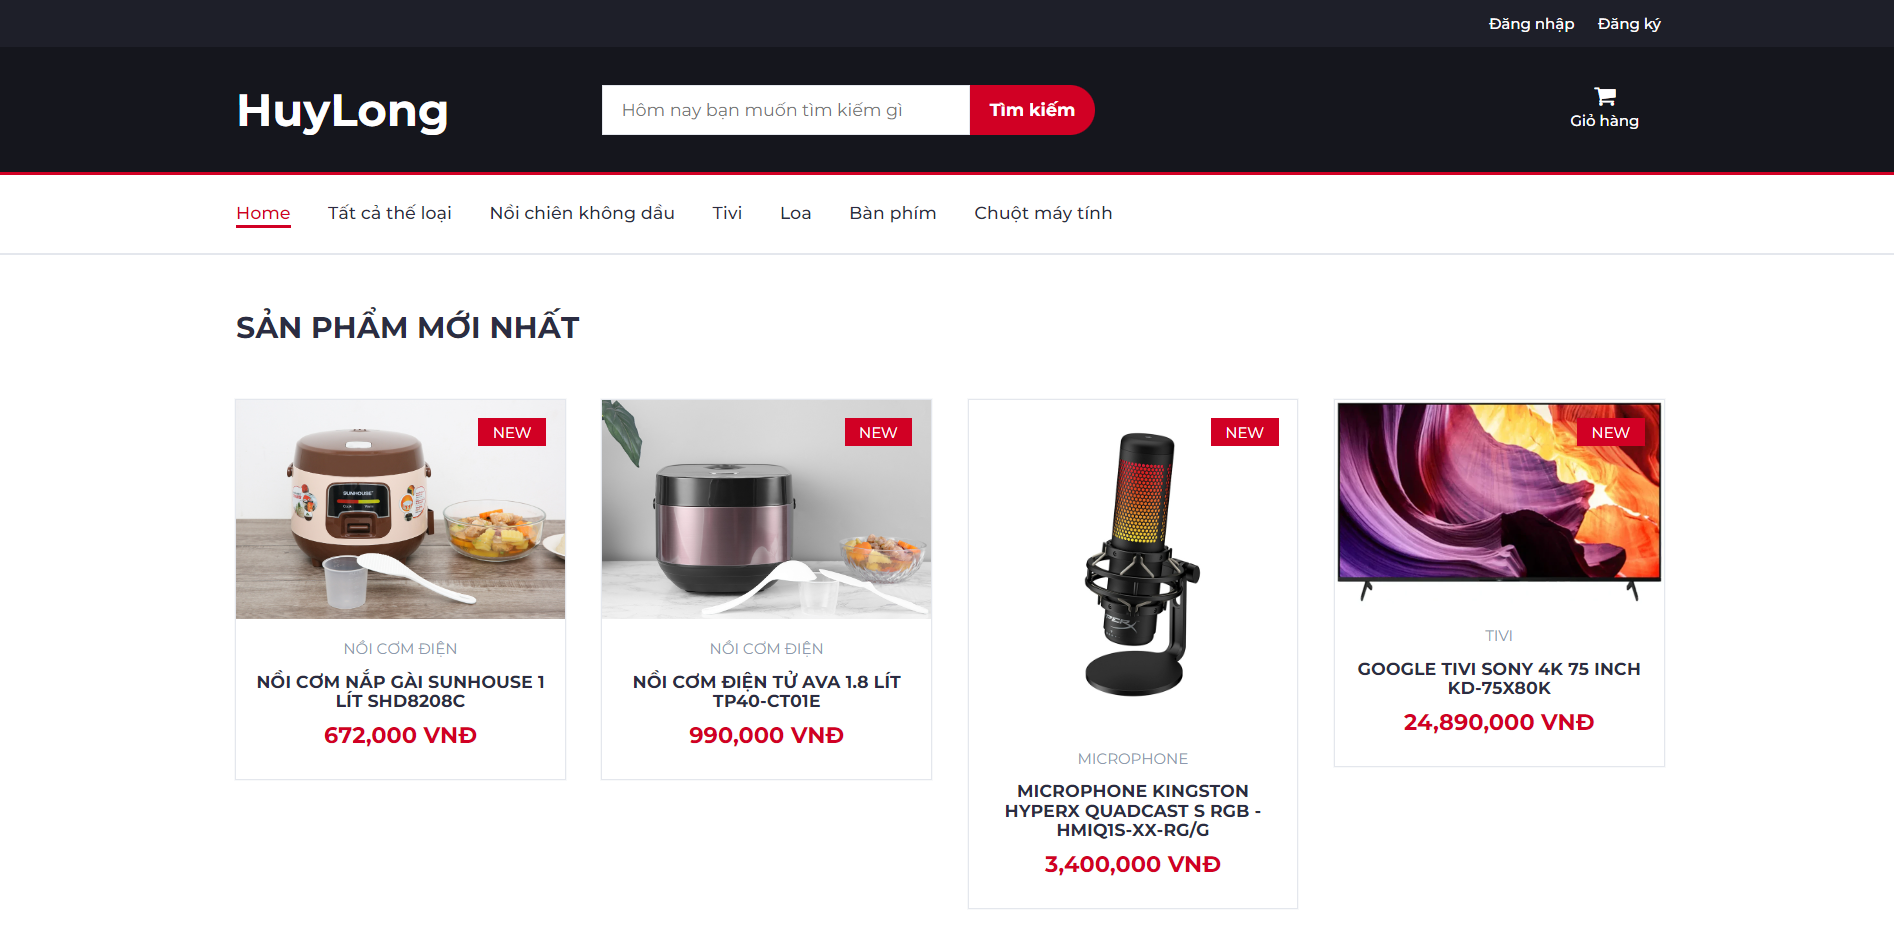 Đăng nhập Đăng ký
HuyLong
Hôm nay bạn muốn tìm kiếm gì
Tìm kiếm
Giỏ hàng
Home Tất cả thế loại Nồi chiên không dầu Tivi Loa Bàn phím Chuột máy tính
SẢN PHẨM MỚI NHẤT
NEW
SUNHOUSE
Cook Warm
NỒI CƠM ĐIỆN
NỒI CƠM NẮP GÀI SUNHOUSE 1
LÍT SHD8208C
672,000 VNĐ
NEW
NỒI CƠM ĐIỆN
NỒI CƠM ĐIỆN TỬ AVA 1.8 LÍT
TP40-CT01E
990,000 VNĐ
NEW
MICROPHONE
MICROPHONE KINGSTON
HYPERX QUADCAST S RGB -
HMIQ1S-XX-RG/G
3,400,000 VNĐ
NEW
TIVI
GOOGLE TIVI SONY 4K 75 INCH
KD-75X80K
24,890,000 VNĐ